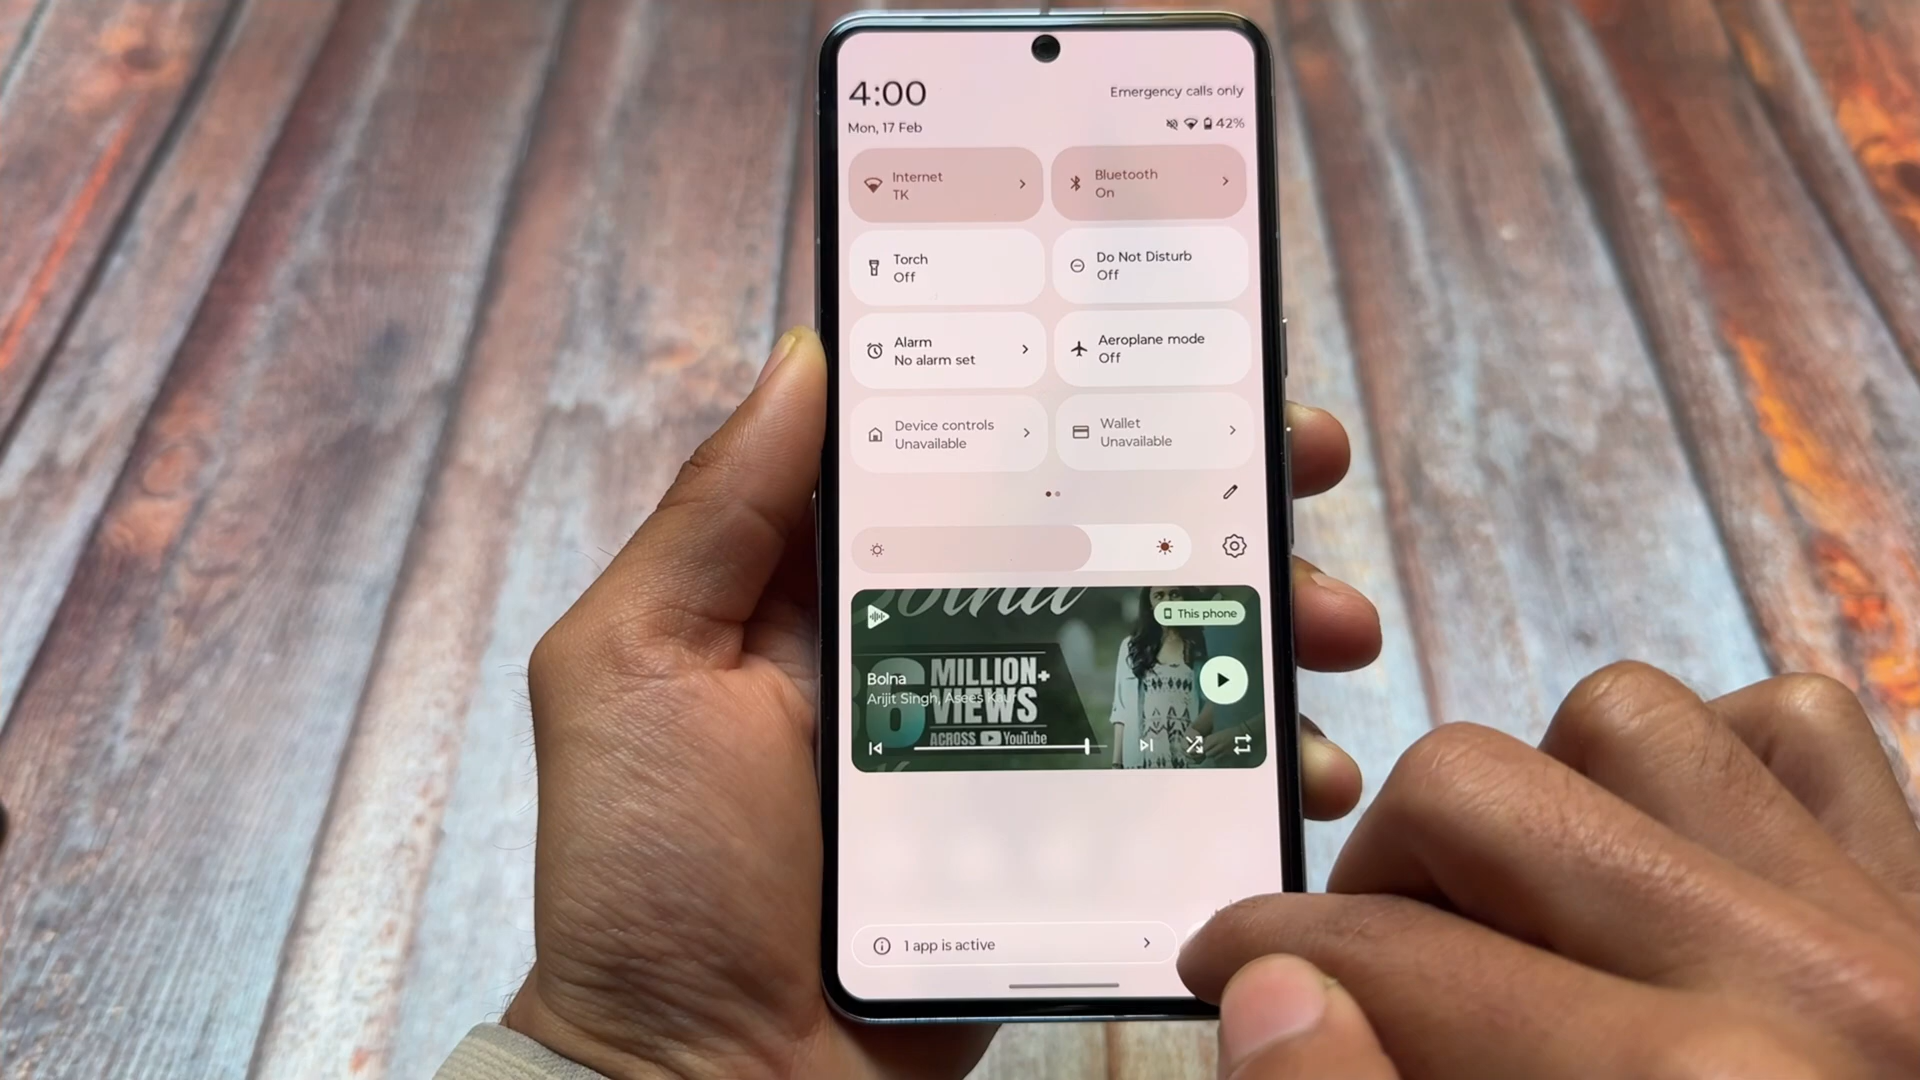 4:00
Emergency calls only
Mon, 17 Feb
42%
Internet
TK
Bluetooth
On
Torch
Off
Do Not Disturb
Off
Alarm
No alarm set
Aeroplane mode
Off
Device controls
Unavailable
Wallet
Unavailable
Bolna
This phone
Bolna
Arijit Singh, Asees Kaur
6 MILLION+
VIEWS
ACROSS YouTube
1 app is active